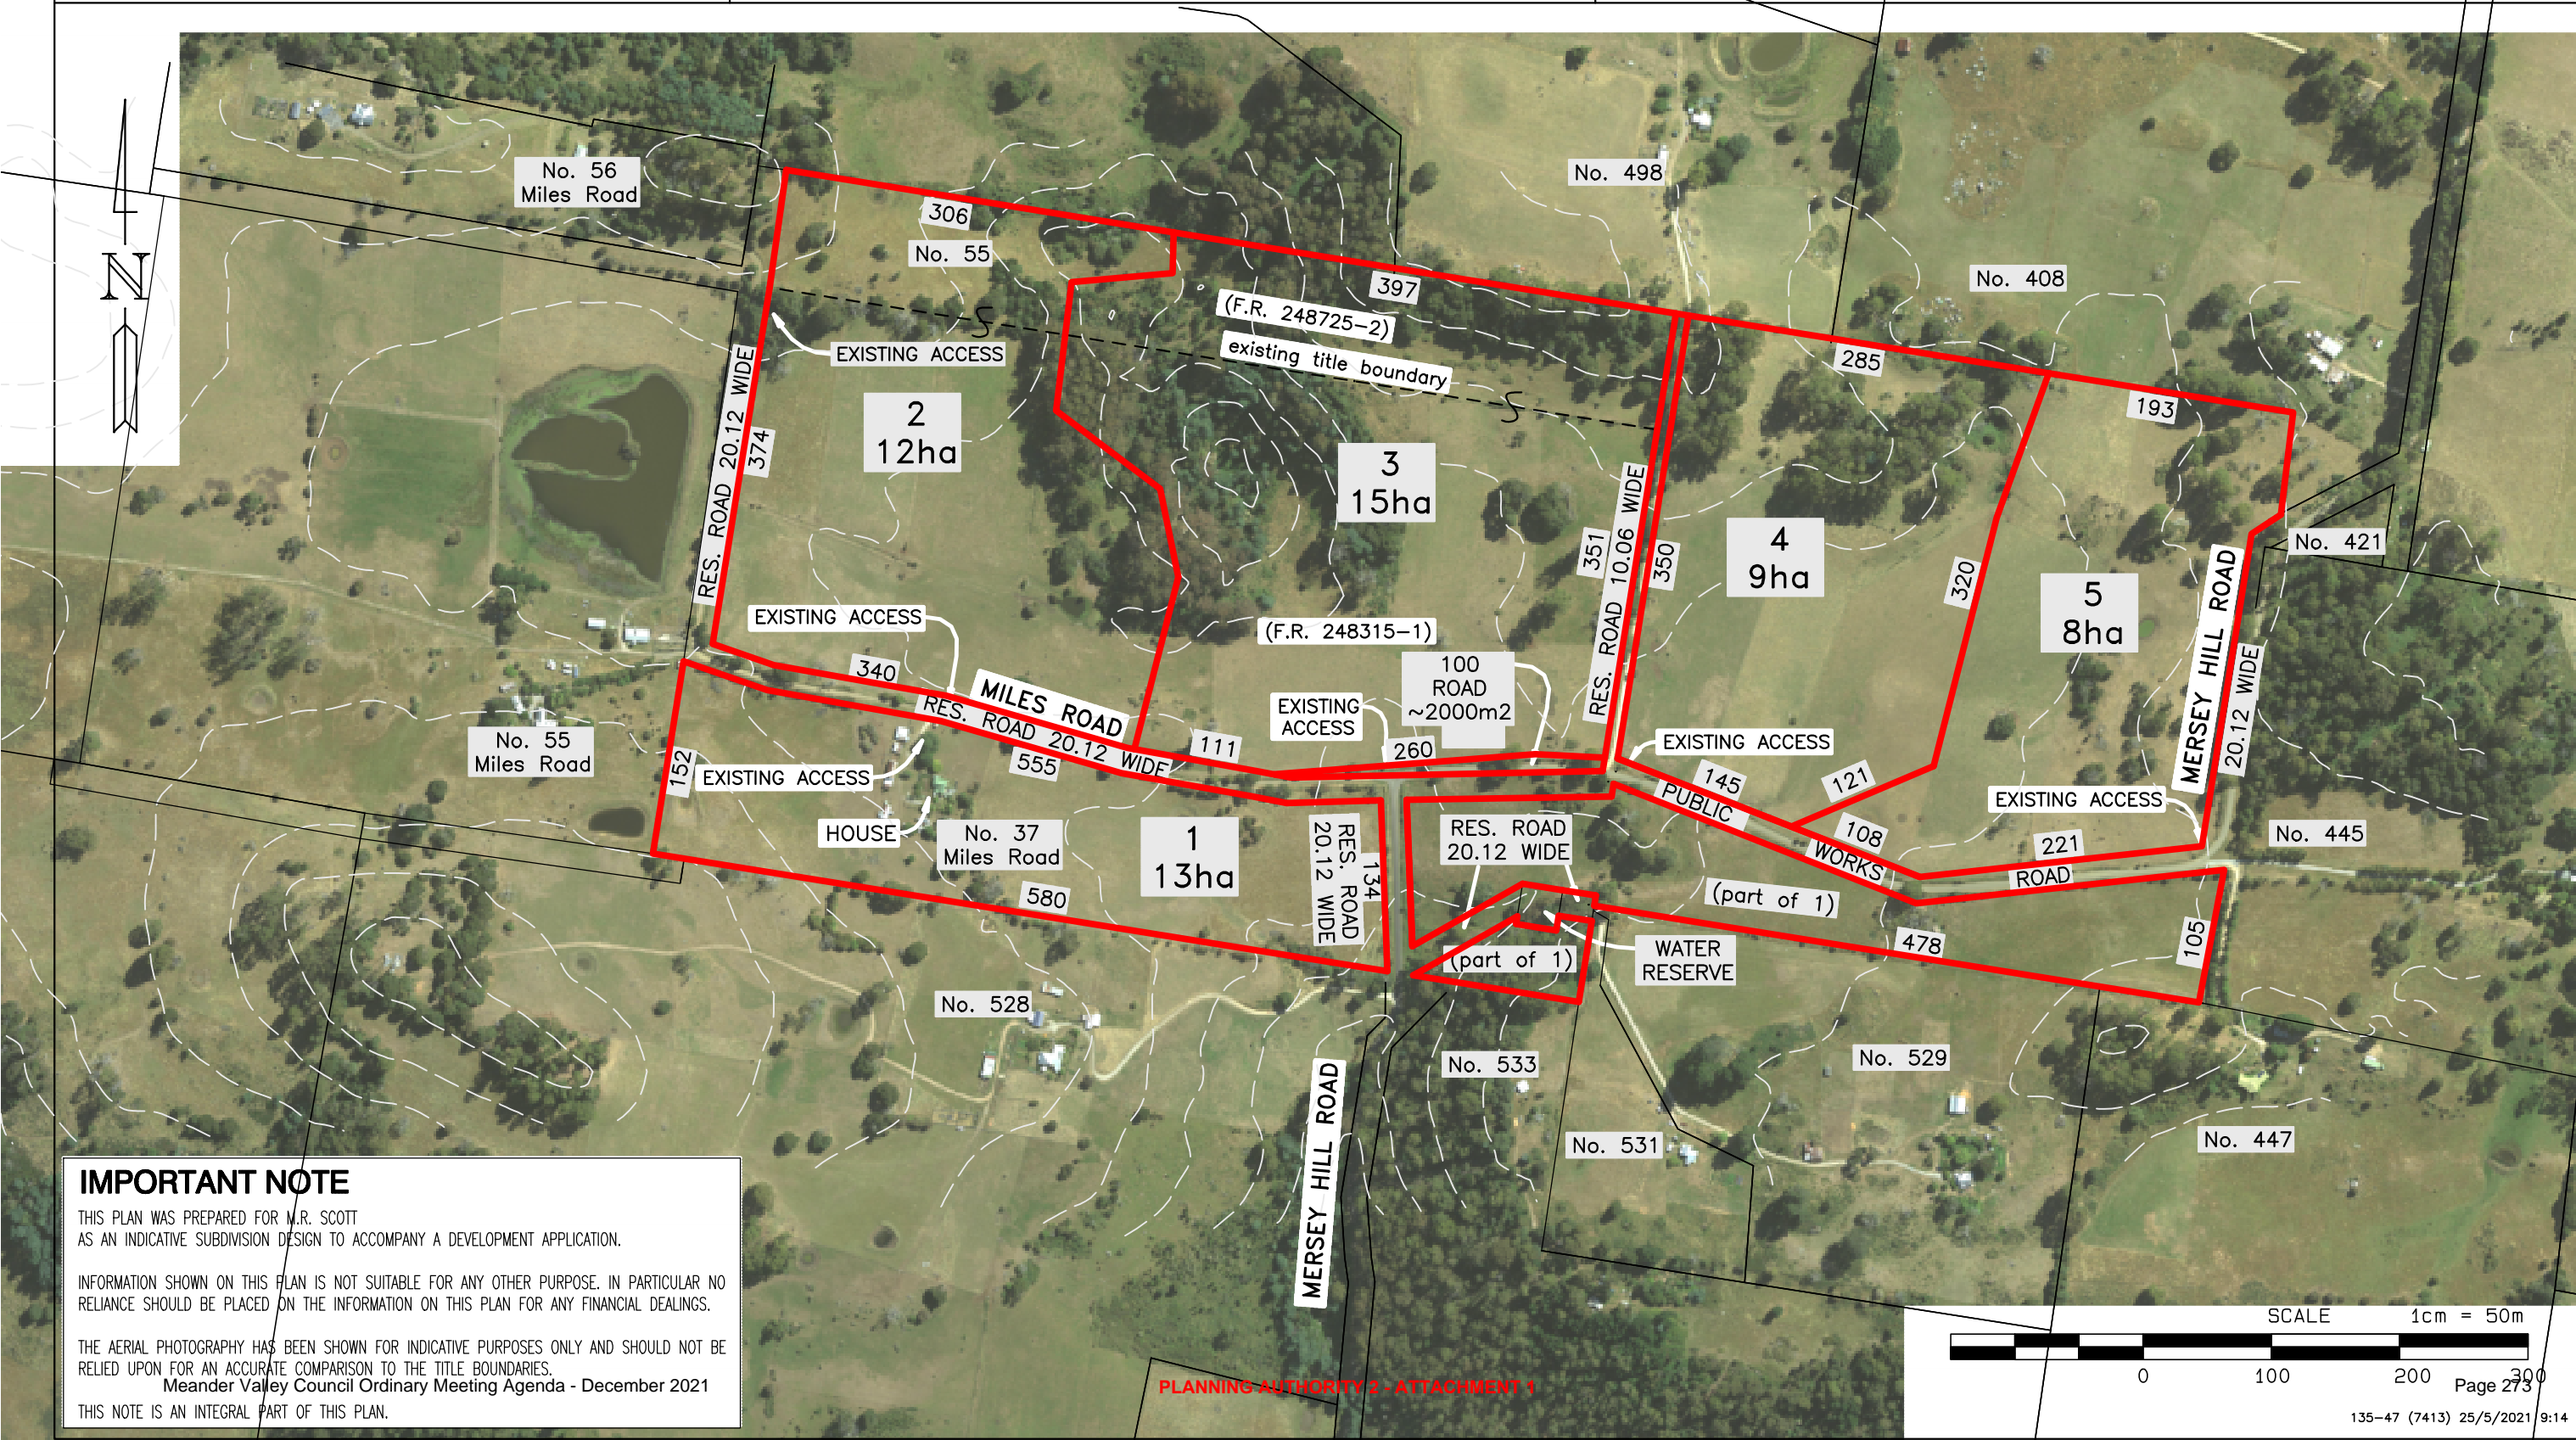 No. 56
Miles Road
N
306
No. 55
No. 498
No. 408
397
(F.R. 248725-2)
existing title boundary
S
S
EXISTING ACCESS
285
193
RES. ROAD 20.12 WIDE
374
2
12ha
3
15ha
351
RES. ROAD 10.06 WIDE
350
4
9ha
320
5
8ha
No. 421
MERSEY HILL ROAD
20.12 WIDE
EXISTING ACCESS
(F.R. 248315-1)
340
MILES ROAD
RES. ROAD 20.12 WIDE
555
111
EXISTING
ACCESS
100
ROAD
~2000m2
260
EXISTING ACCESS
No. 55
Miles Road
152
EXISTING ACCESS
HOUSE
No. 37
Miles Road
1
13ha
580
RES. ROAD
20.12 WIDE
134
RES. ROAD
20.12 WIDE
145
PUBLIC
WORKS
ROAD
121
108
221
EXISTING ACCESS
No. 445
(part of 1)
478
105
(part of 1)
WATER
RESERVE
No. 528
No. 533
No. 529
No. 531
No. 447
MERSEY HILL ROAD
IMPORTANT NOTE
THIS PLAN WAS PREPARED FOR M.R. SCOTT
AS AN INDICATIVE SUBDIVISION DESIGN TO ACCOMPANY A DEVELOPMENT APPLICATION.
INFORMATION SHOWN ON THIS PLAN IS NOT SUITABLE FOR ANY OTHER PURPOSE. IN PARTICULAR NO
RELIANCE SHOULD BE PLACED ON THE INFORMATION ON THIS PLAN FOR ANY FINANCIAL DEALINGS.
THE AERIAL PHOTOGRAPHY HAS BEEN SHOWN FOR INDICATIVE PURPOSES ONLY AND SHOULD NOT BE
RELIED UPON FOR AN ACCURATE COMPARISON TO THE TITLE BOUNDARIES.
Meander Valley Council Ordinary Meeting Agenda - December 2021
THIS NOTE IS AN INTEGRAL PART OF THIS PLAN.
PLANNING AUTHORITY 2 - ATTACHMENT 1
SCALE 1cm = 50m
0 100 200 300
Page 273
135-47 (7413) 25/5/2021 9:14